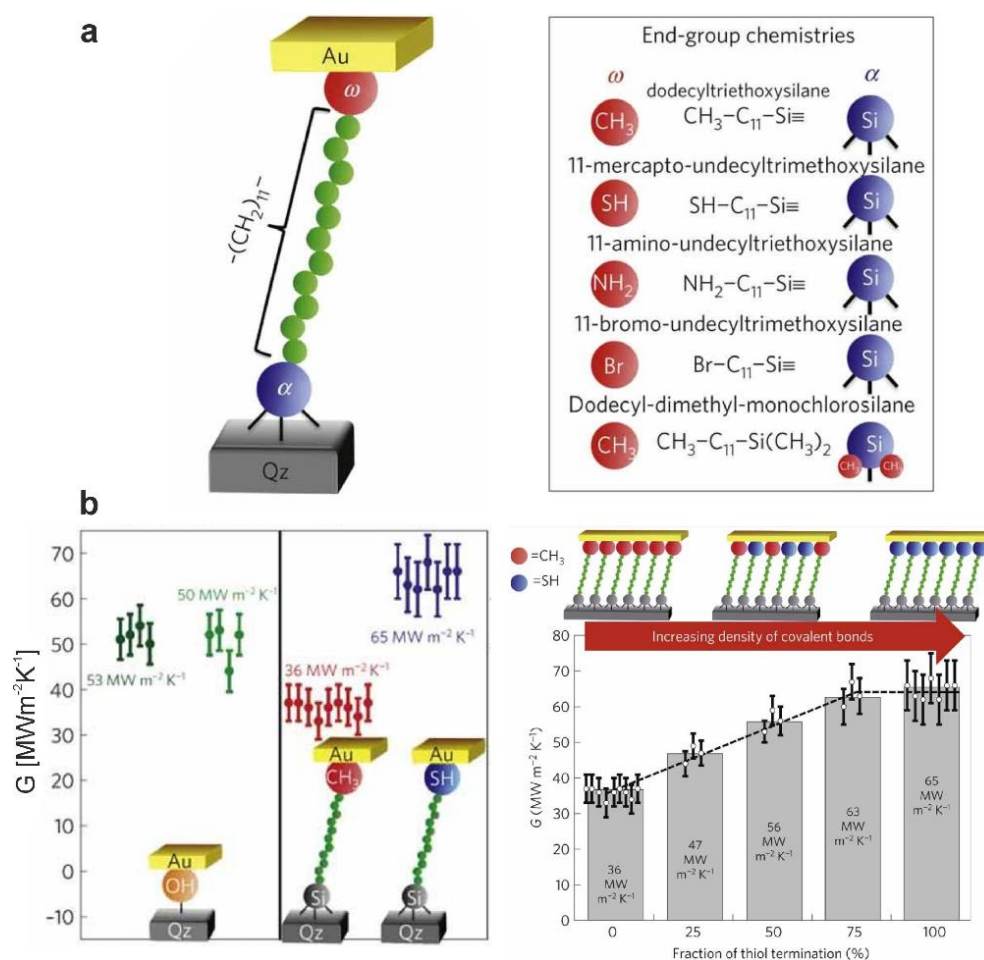 a
Au
ω
-(CH2)11-
α
Qz
End-group chemistries
ω
α
dodecyltriethoxysilane
CH3 CH3–C11–Si≡ Si
11-mercapto-undecyltrimethoxysilane
SH SH–C11–Si≡ Si
11-amino-undecyltriethoxysilane
NH2 NH2–C11–Si≡ Si
11-bromo-undecyltrimethoxysilane
Br Br–C11–Si≡ Si
Dodecyl-dimethyl-monochlorosilane
CH3 CH3–C11–Si(CH3)2 Si
CH3 CH3
b
G [MWm-2K-1]
70
60
50
40
30
20
10
0
-10
50 MW m−2 K−1
53 MW m−2 K−1
65 MW m−2 K−1
36 MW m−2 K−1
Au
OH
Qz
Au
CH3
Si
Qz
Au
SH
Si
Qz
=CH3
=SH
Increasing density of covalent bonds
G (MW m−2 K−1)
80
70
60
50
40
30
20
10
0
36
MW
m−2 K−1
47
MW
m−2 K−1
56
MW
m−2 K−1
63
MW
m−2 K−1
65
MW
m−2 K−1
0 25 50 75 100
Fraction of thiol termination (%)